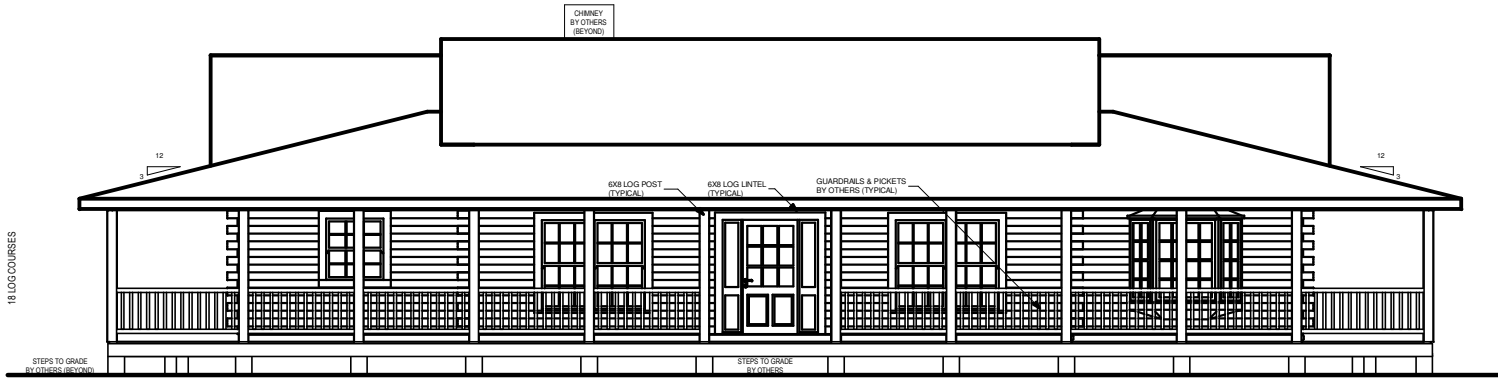 CHIMNEY
BY OTHERS
(BEYOND)
12
3
12
3
6X8 LOG POST
(TYPICAL)
6X8 LOG LINTEL
(TYPICAL)
GUARDRAILS & PICKETS
BY OTHERS (TYPICAL)
18 LOG COURSES
STEPS TO GRADE
BY OTHERS (BEYOND)
STEPS TO GRADE
BY OTHERS